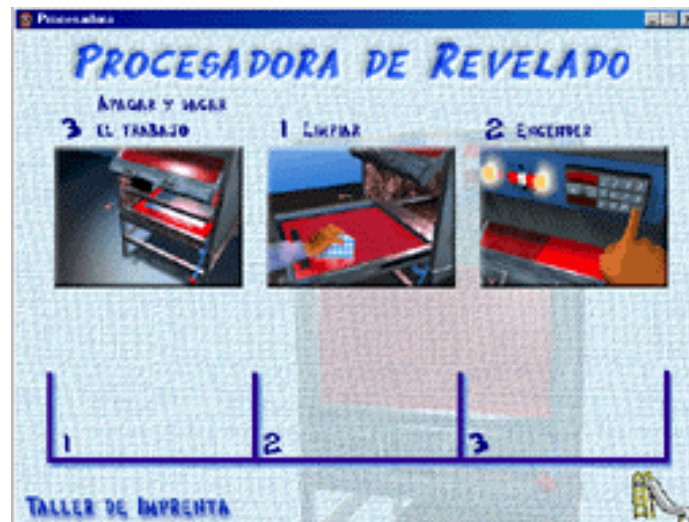 Procesadora
PROCESADORA DE REVELADO
APAGAR Y SACAR
3 EL TRABAJO
1 LIMPIAR
2 ENCENDER
1
2
3
TALLER DE IMPRENTA